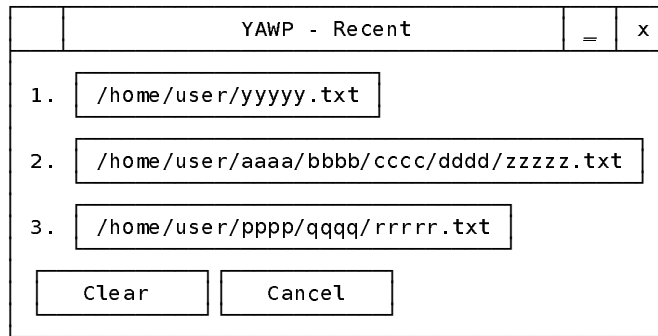 YAWP - Recent _ x
1. /home/user/yyyyy.txt
2. /home/user/aaaa/bbbb/cccc/dddd/zzzzz.txt
3. /home/user/pppp/qqqq/rrrrr.txt
Clear Cancel